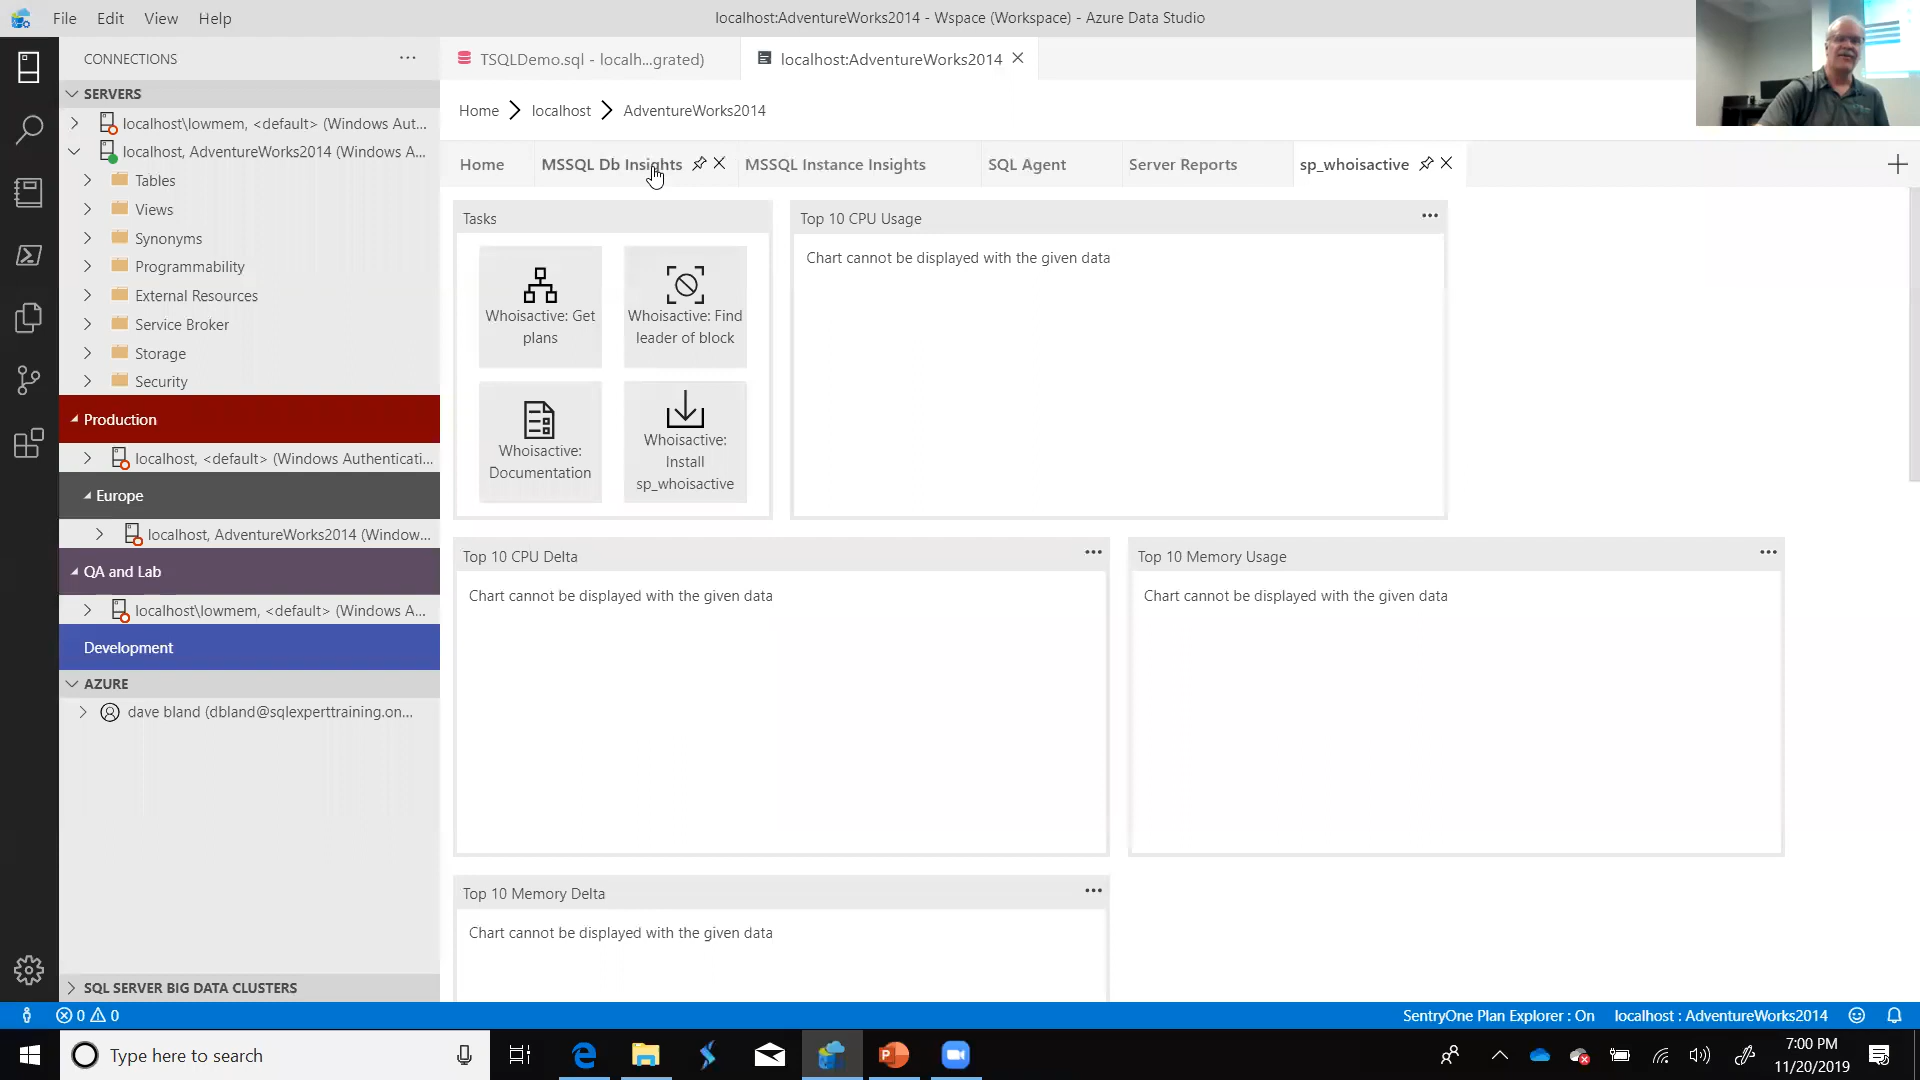 File Edit View Help
localhost:AdventureWorks2014 - Wspace (Workspace) - Azure Data Studio
CONNECTIONS
SERVERS
localhost\lowmem, <default> (Windows Aut...
localhost, AdventureWorks2014 (Windows A...
Tables
Views
Synonyms
Programmability
External Resources
Service Broker
Storage
Security
Production
localhost, <default> (Windows Authenticati...
Europe
localhost, AdventureWorks2014 (Window...
QA and Lab
localhost\lowmem, <default> (Windows A...
Development
AZURE
dave bland (dbland@sqlexperttraining.on...
SQL SERVER BIG DATA CLUSTERS
TSQLDemo.sql - localh...grated)
localhost:AdventureWorks2014
Home localhost AdventureWorks2014
Home MSSQL Db Insights MSSQL Instance Insights SQL Agent Server Reports sp_whoisactive
Tasks
Whoisactive: Get
plans
Whoisactive: Find
leader of block
Whoisactive:
Documentation
Whoisactive:
Install
sp_whoisactive
Top 10 CPU Usage
Chart cannot be displayed with the given data
Top 10 CPU Delta
Chart cannot be displayed with the given data
Top 10 Memory Usage
Chart cannot be displayed with the given data
Top 10 Memory Delta
Chart cannot be displayed with the given data
0 0
SentryOne Plan Explorer : On localhost : AdventureWorks2014
Type here to search
7:00 PM
11/20/2019